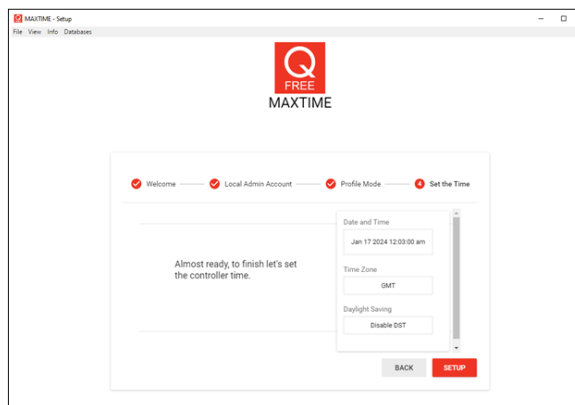 MAXTIME - Setup
File View Info Databases
Q
FREE
MAXTIME
Welcome
Local Admin Account
Profile Mode
4 Set the Time
Almost ready, to finish let's set
the controller time.
Date and Time
Jan 17 2024 12:03:00 am
Time Zone
GMT
Daylight Saving
Disable DST
BACK
SETUP